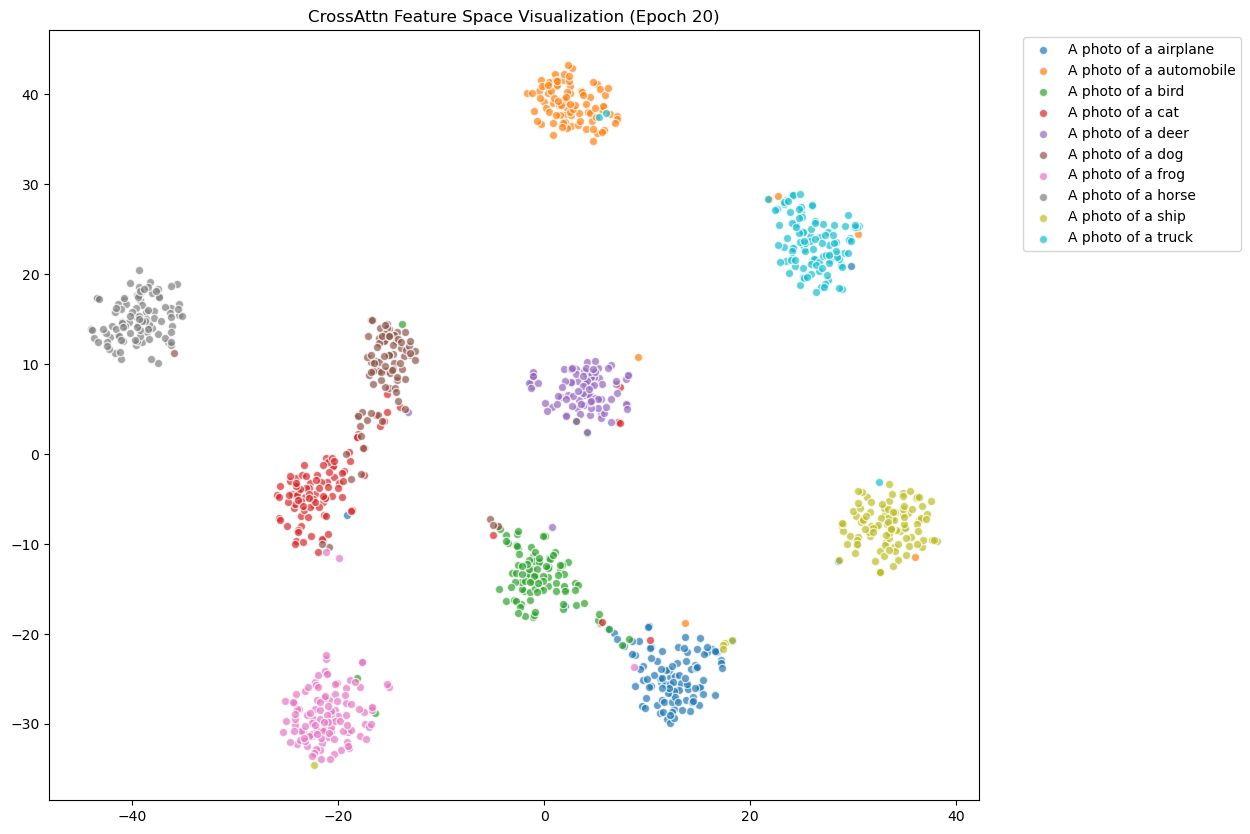 CrossAttn Feature Space Visualization (Epoch 20)
A photo of a airplane
A photo of a automobile
A photo of a bird
A photo of a cat
A photo of a deer
A photo of a dog
A photo of a frog
A photo of a horse
A photo of a ship
A photo of a truck
40
30
20
10
0
−10
−20
−30
−40 −20 0 20 40